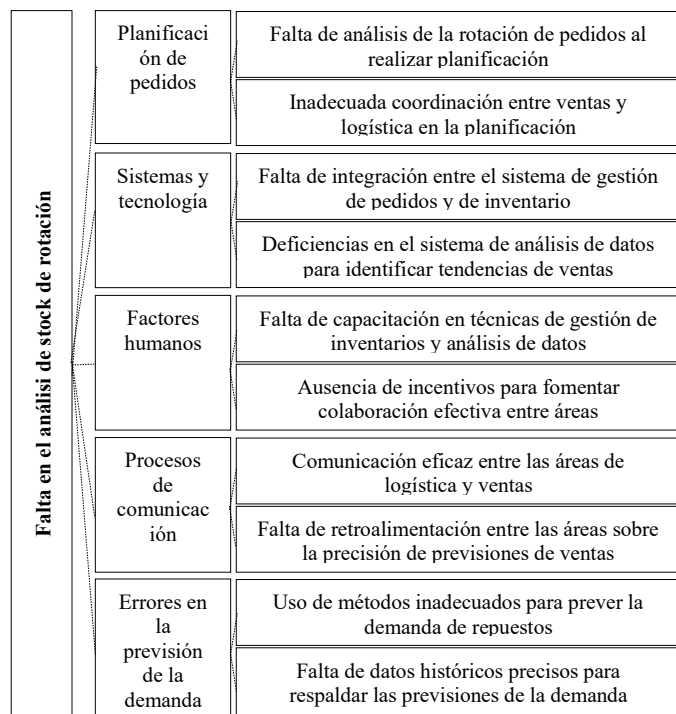 Falta en el análisi de stock de rotación
Planificaci
ón de
pedidos
Falta de análisis de la rotación de pedidos al
realizar planificación
Inadecuada coordinación entre ventas y
logística en la planificación
Sistemas y
tecnología
Falta de integración entre el sistema de gestión
de pedidos y de inventario
Deficiencias en el sistema de análisis de datos
para identificar tendencias de ventas
Factores
humanos
Falta de capacitación en técnicas de gestión de
inventarios y análisis de datos
Ausencia de incentivos para fomentar
colaboración efectiva entre áreas
Procesos
de
comunicac
ión
Comunicación eficaz entre las áreas de
logística y ventas
Falta de retroalimentación entre las áreas sobre
la precisión de previsiones de ventas
Errores en
la
previsión
de la
demanda
Uso de métodos inadecuados para prever la
demanda de repuestos
Falta de datos históricos precisos para
respaldar las previsiones de la demanda